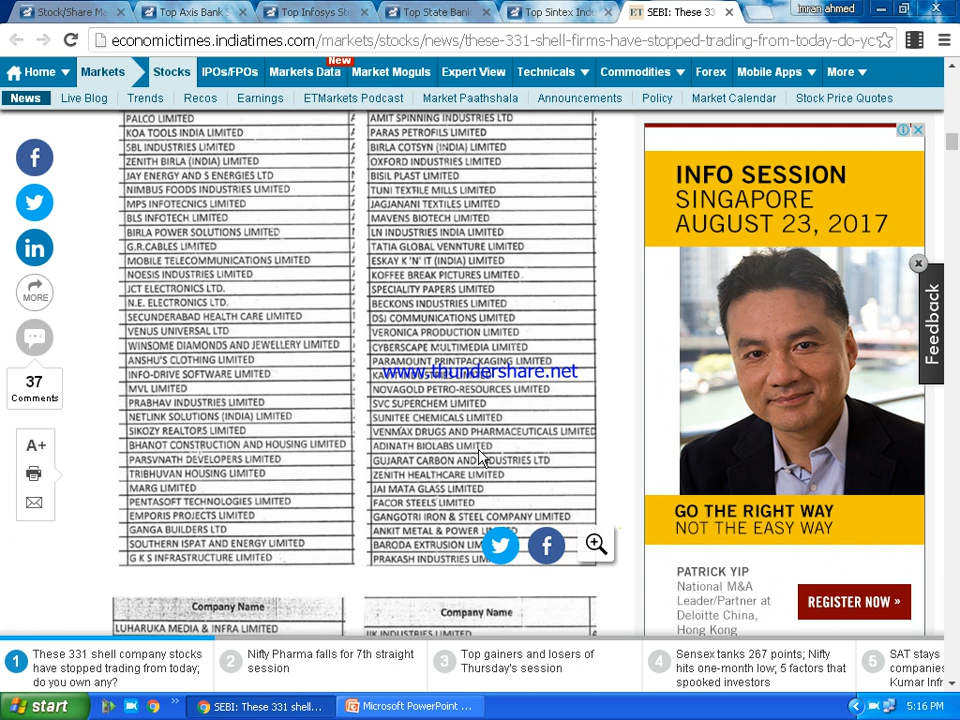 Stock/Share Ma
Top Axis Bank S
Top Infosys Sto
Top State Bank
Top Sintex Indu
ET SEBI: These 33
imran ahmed
economictimes.indiatimes.com/markets/stocks/news/these-331-shell-firms-have-stopped-trading-from-today-do-yo
Home Markets Stocks IPOs/FPOs Markets Data New Market Moguls Expert View Technicals Commodities Forex Mobile Apps More
News Live Blog Trends Recos Earnings ETMarkets Podcast Market Paathshala Announcements Policy Market Calendar Stock Price Quotes
MORE
37
Comments
A+
PALCO LIMITED
KOA TOOLS INDIA LIMITED
SBL INDUSTRIES LIMITED
ZENITH BIRLA (INDIA) LIMITED
JAY ENERGY AND S ENERGIES LTD
NIMBUS FOODS INDUSTRIES LIMITED
MPS INFOTECNICS LIMITED
BLS INFOTECH LIMITED
BIRLA POWER SOLUTIONS LIMITED
G.R.CABLES LIMITED
MOBILE TELECOMMUNICATIONS LIMITED
NOESIS INDUSTRIES LIMITED
JCT ELECTRONICS LTD.
N.E. ELECTRONICS LTD.
SECUNDERABAD HEALTH CARE LIMITED
VENUS UNIVERSAL LTD
WINSOME DIAMONDS AND JEWELLERY LIMITED
ANSHU'S CLOTHING LIMITED
INFO-DRIVE SOFTWARE LIMITED
MVL LIMITED
PRABHAV INDUSTRIES LIMITED
NETLINK SOLUTIONS (INDIA) LIMITED
SIKOZY REALTORS LIMITED
BHANOT CONSTRUCTION AND HOUSING LIMITED
PARSVNATH DEVELOPERS LIMITED
TRIBHUVAN HOUSING LIMITED
MARG LIMITED
PENTASOFT TECHNOLOGIES LIMITED
EMPORIS PROJECTS LIMITED
GANGA BUILDERS LTD
SOUTHERN ISPAT AND ENERGY LIMITED
G K S INFRASTRUCTURE LIMITED
AMIT SPINNING INDUSTRIES LTD
PARAS PETROFILS LIMITED
BIRLA COTSYN (INDIA) LIMITED
OXFORD INDUSTRIES LIMITED
BISIL PLAST LIMITED
TUNI TEXTILE MILLS LIMITED
JAGJANANI TEXTILES LIMITED
MAVENS BIOTECH LIMITED
LN INDUSTRIES INDIA LIMITED
TATIA GLOBAL VENNTURE LIMITED
ESKAY K 'N' IT (INDIA) LIMITED
KOFFEE BREAK PICTURES LIMITED
SPECIALITY PAPERS LIMITED
BECKONS INDUSTRIES LIMITED
DSJ COMMUNICATIONS LIMITED
VERONICA PRODUCTION LIMITED
CYBERSCAPE MULTIMEDIA LIMITED
PARAMOUNT PRINTPACKAGING LIMITED
www.thundershare.net
NOVAGOLD PETRO-RESOURCES LIMITED
SVC SUPERCHEM LIMITED
SUNITEE CHEMICALS LIMITED
VENMAX DRUGS AND PHARMACEUTICALS LIMITED
ADINATH BIOLABS LIMITED
GUJARAT CARBON AND INDUSTRIES LTD
ZENITH HEALTHCARE LIMITED
JAI MATA GLASS LIMITED
FACOR STEELS LIMITED
GANGOTRI IRON & STEEL COMPANY LIMITED
ANKIT METAL & POWER LIMITED
BARODA EXTRUSION
PRAKASH INDUSTRIES
Company Name
LUHARUKA MEDIA & INFRA LIMITED
Company Name
INDUSTRIES LIMITED
INFO SESSION
SINGAPORE
AUGUST 23, 2017
GO THE RIGHT WAY
NOT THE EASY WAY
PATRICK YIP
National M&A
Leader/Partner at
Deloitte China,
Hong Kong
REGISTER NOW »
Feedback
1 These 331 shell company stocks
have stopped trading from today;
do you own any?
2 Nifty Pharma falls for 7th straight
session
3 Top gainers and losers of
Thursday's session
4 Sensex tanks 267 points; Nifty
hits one-month low; 5 factors that
spooked investors
5 SAT stays
companies
Kumar Infr
start
SEBI: These 331 shell...
Microsoft PowerPoint ...
5:16 PM